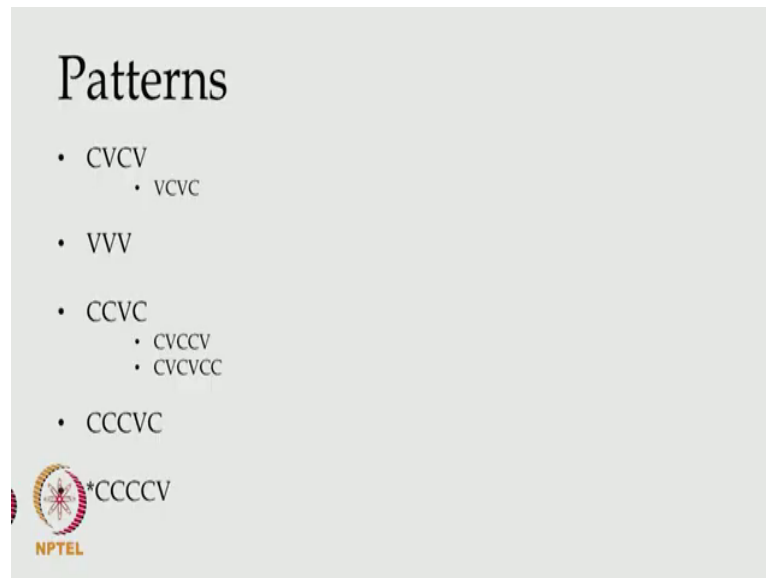 Patterns
• CVCV
• VCVC
• VVV
• CCVC
• CVCCV
• CVCVCC
• CCCVC
*CCCCV
NPTEL